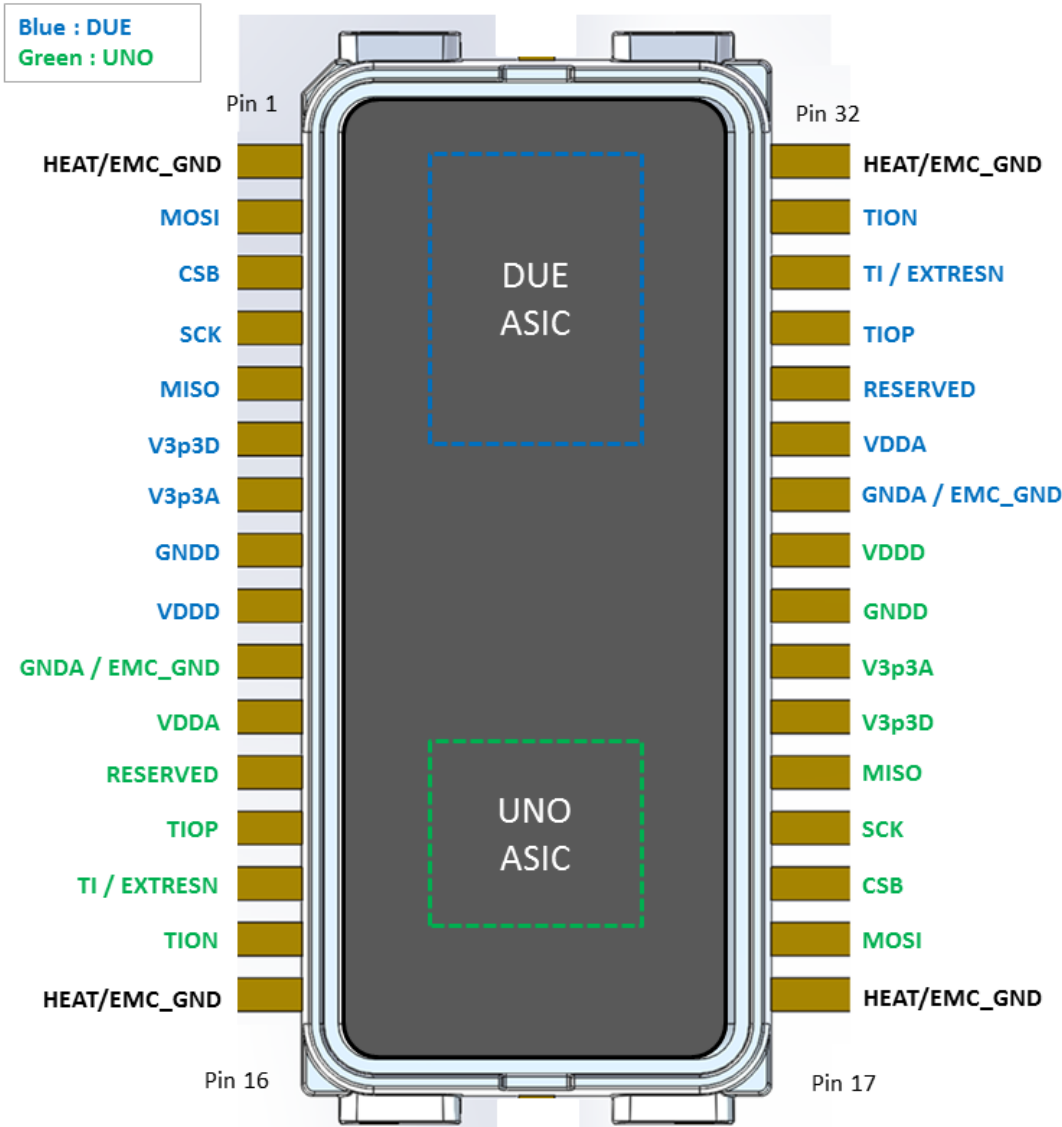 Blue : DUE
Green : UNO
Pin 1
Pin 32
HEAT/EMC_GND
HEAT/EMC_GND
MOSI
TION
CSB
TI / EXTRESN
SCK
TIOP
MISO
RESERVED
V3p3D
VDDA
V3p3A
GNDA / EMC_GND
GNDD
VDDD
VDDD
GNDD
GNDA / EMC_GND
V3p3A
VDDA
V3p3D
RESERVED
MISO
TIOP
SCK
TI / EXTRESN
CSB
TION
MOSI
HEAT/EMC_GND
HEAT/EMC_GND
Pin 16
Pin 17
DUE
ASIC
UNO
ASIC